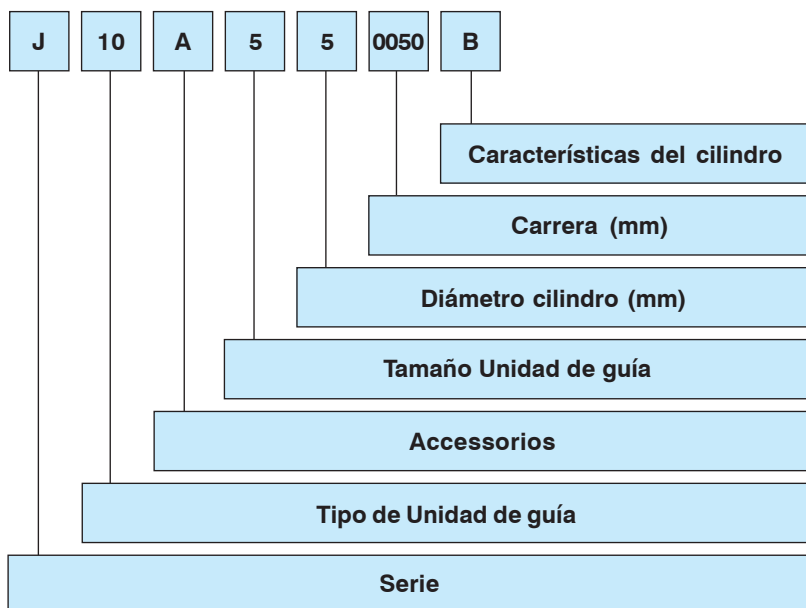 J 10 A 5 5 0050 B
Características del cilindro
Carrera (mm)
Diámetro cilindro (mm)
Tamaño Unidad de guía
Accessorios
Tipo de Unidad de guía
Serie